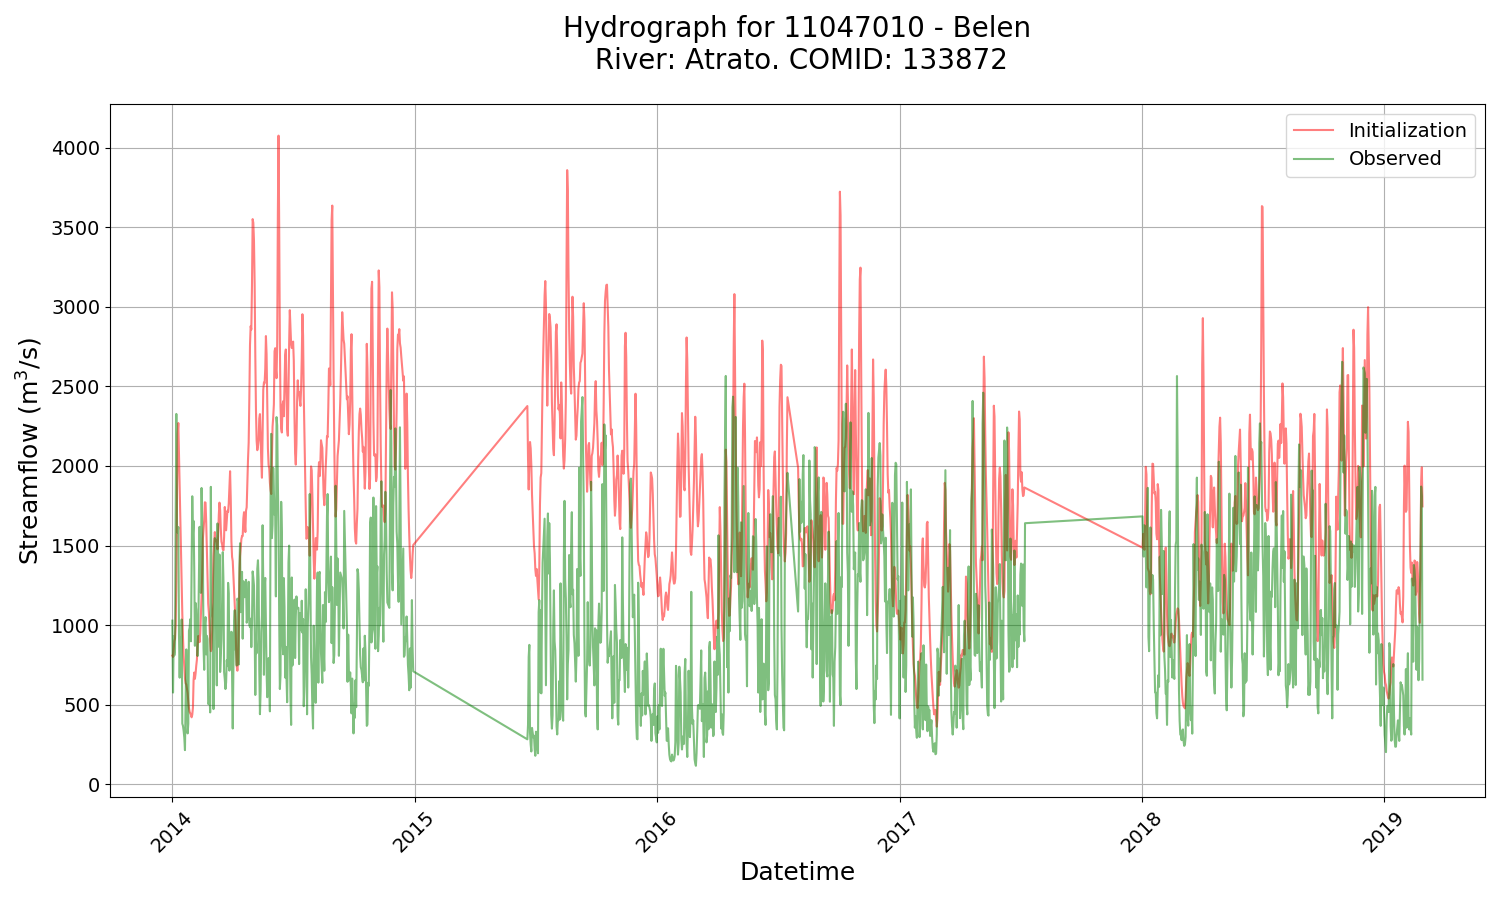 Hydrograph for 11047010 - Belen
River: Atrato. COMID: 133872
Initialization
Observed
Streamflow (m³/s)
4000
3500
3000
2500
2000
1500
1000
500
0
2014
2015
2016
2017
2018
2019
Datetime